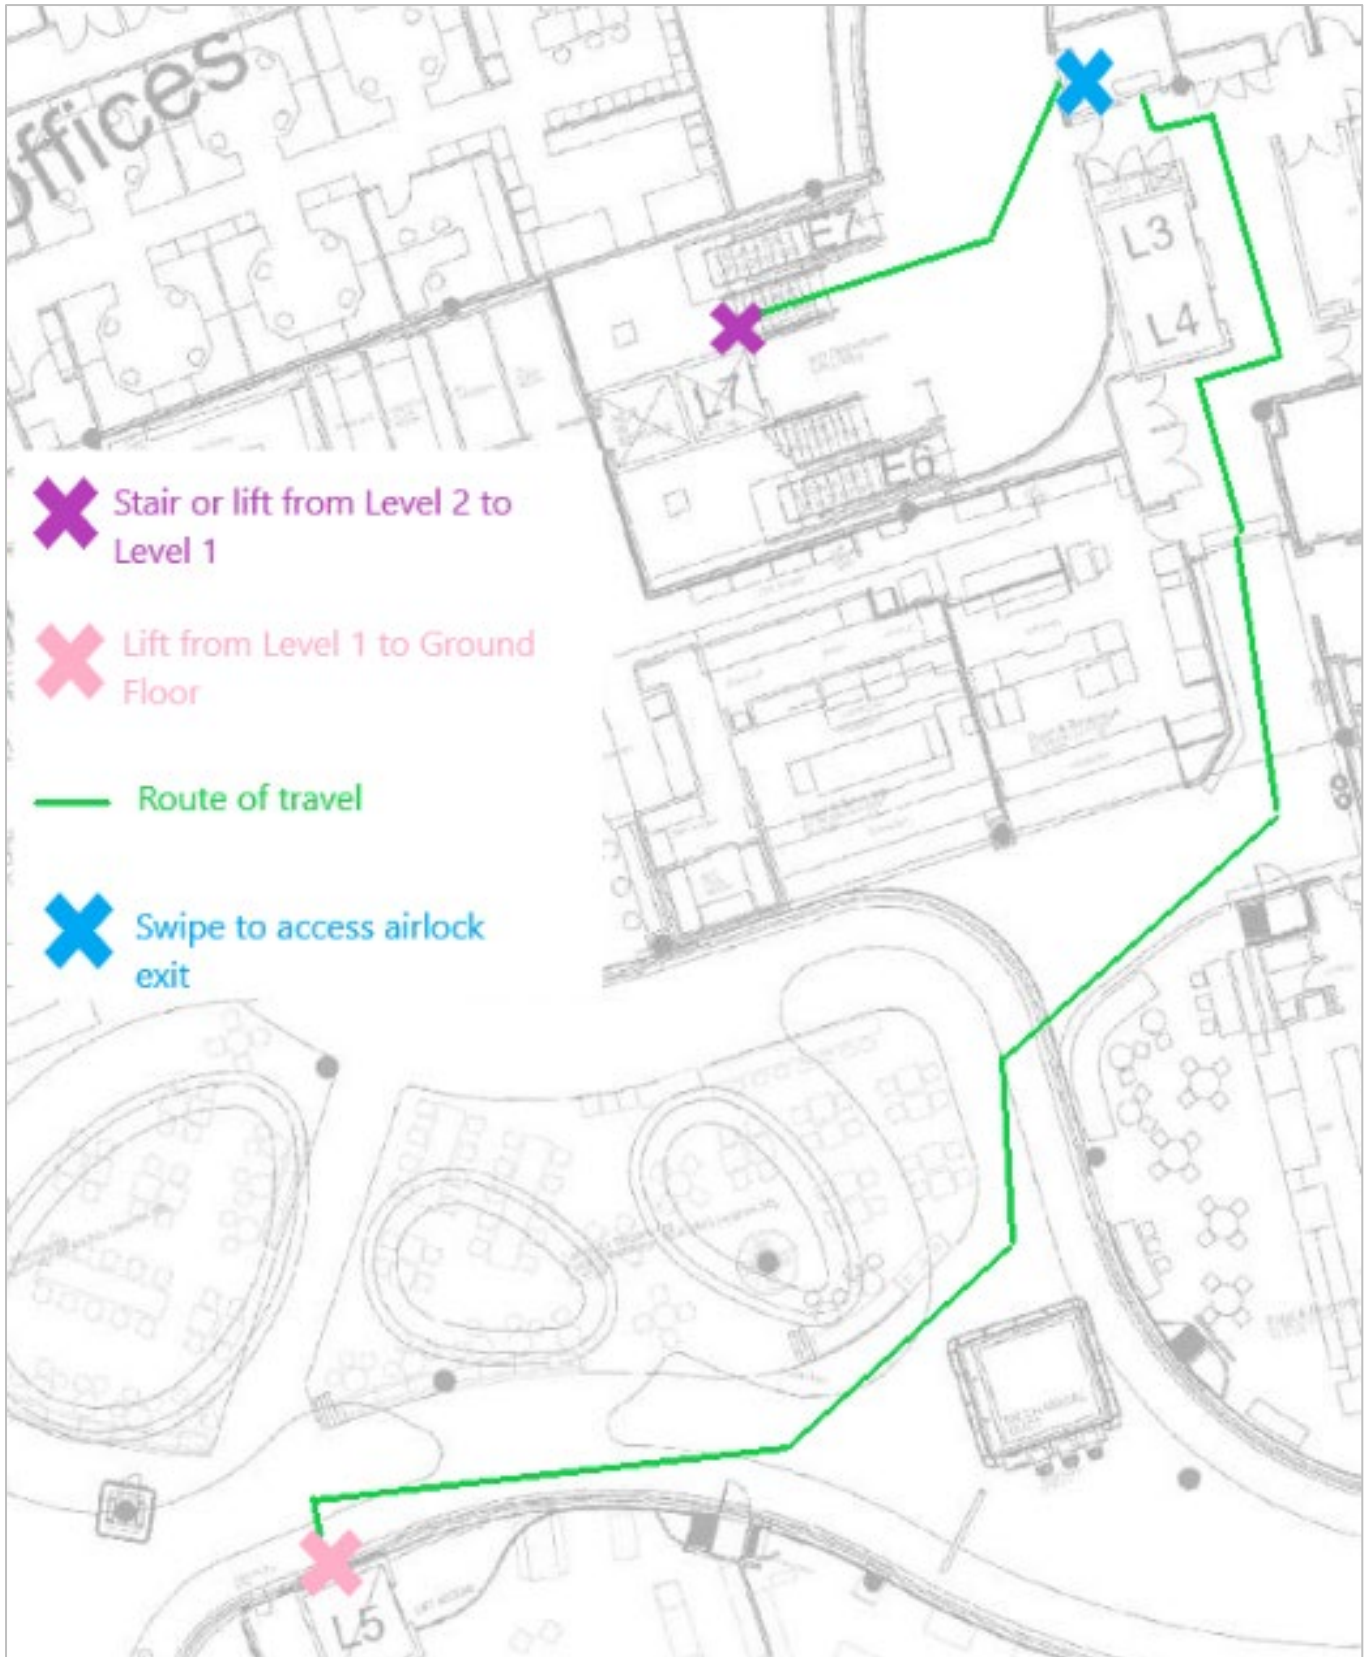 offices
E7
L3
L4
L7
E6
Stair or lift from Level 2 to
Level 1
Lift from Level 1 to Ground
Floor
Route of travel
Swipe to access airlock
exit
L5